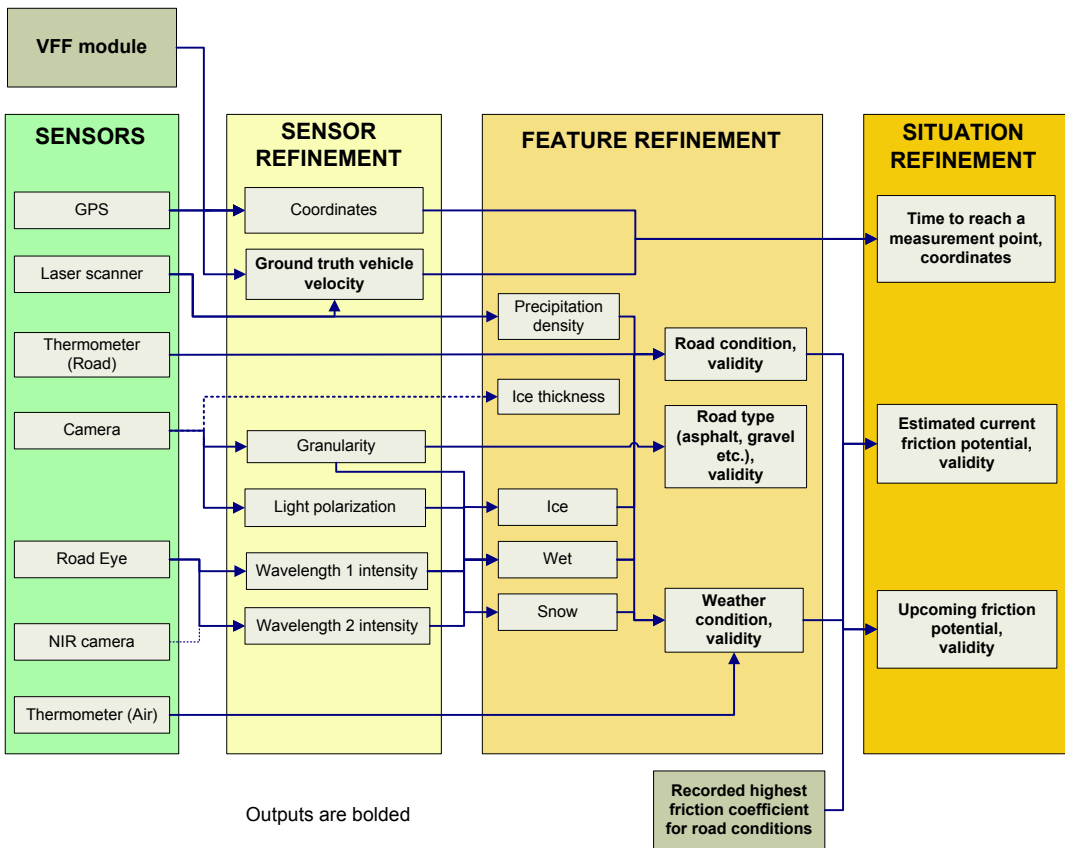 VFF module
SENSORS
GPS
Laser scanner
Thermometer
(Road)
Camera
Road Eye
NIR camera
Thermometer (Air)
SENSOR
REFINEMENT
Coordinates
Ground truth vehicle
velocity
Granularity
Light polarization
Wavelength 1 intensity
Wavelength 2 intensity
FEATURE REFINEMENT
Precipitation
density
Ice thickness
Ice
Wet
Snow
Road condition,
validity
Road type
(asphalt, gravel
etc.),
validity
Weather
condition,
validity
SITUATION
REFINEMENT
Time to reach a
measurement point,
coordinates
Estimated current
friction potential,
validity
Upcoming friction
potential,
validity
Outputs are bolded
Recorded highest
friction coefficient
for road conditions